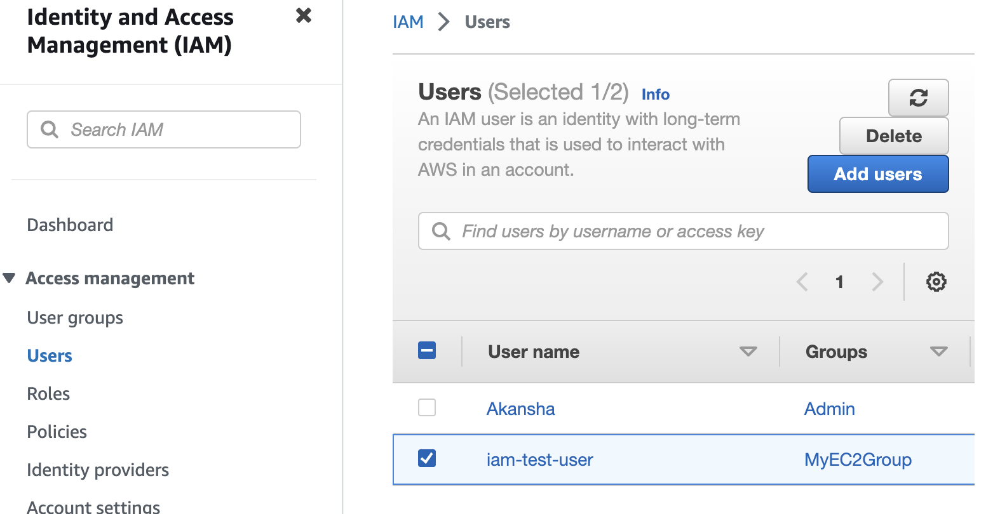 Identity and Access
Management (IAM)
Search IAM
Dashboard
Access management
User groups
Users
Roles
Policies
Identity providers
Account settings
IAM > Users
Users (Selected 1/2) Info
An IAM user is an identity with long-term
credentials that is used to interact with
AWS in an account.
Delete
Add users
Find users by username or access key
1
User name Groups
Akansha Admin
iam-test-user MyEC2Group